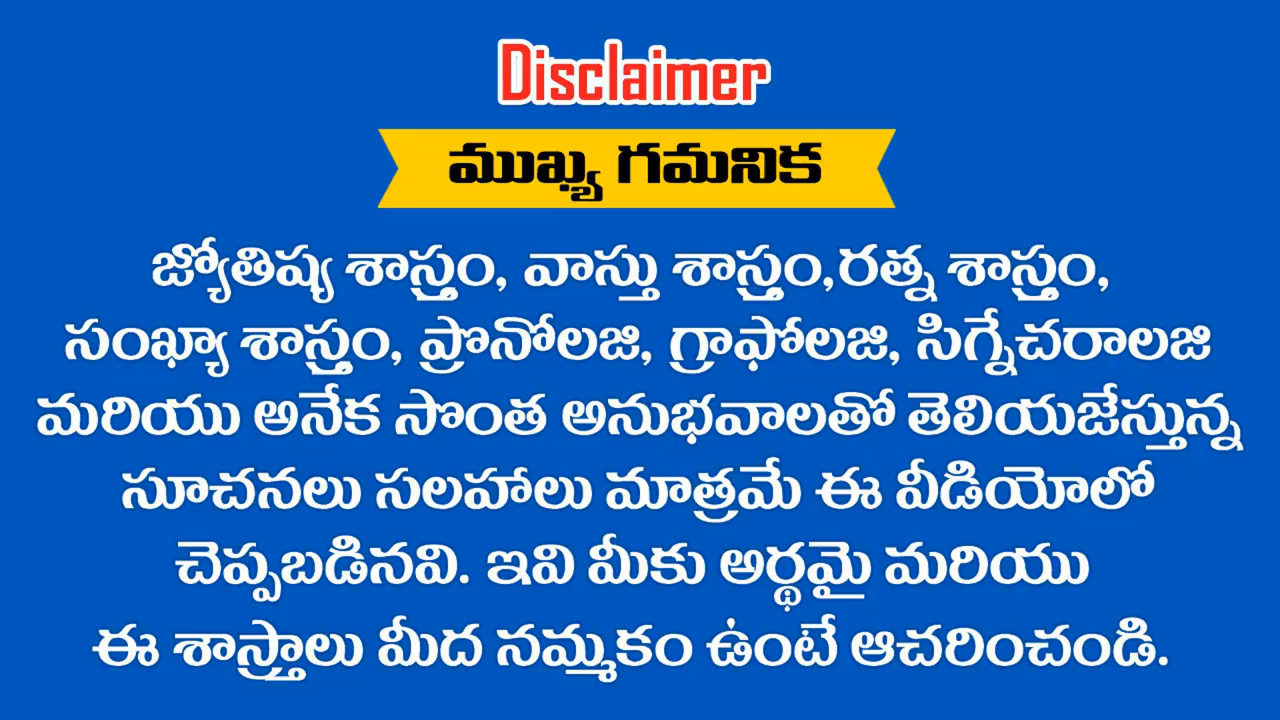 Disclaimer
ముఖ్య గమనిక
జ్యోతిష్య శాస్త్రం, వాస్తు శాస్త్రం,రత్న శాస్త్రం,
సంఖ్యా శాస్త్రం, ప్రొనోలజి, గ్రాఫోలజి, సిగ్నేచరాలజి
మరియు అనేక సొంత అనుభవాలతో తెలియజేస్తున్న
సూచనలు సలహాలు మాత్రమే ఈ వీడియోలో
చెప్పబడినవి. ఇవి మీకు అర్థమై మరియు
ఈ శాస్త్రాలు మీద నమ్మకం ఉంటే ఆచరించండి.